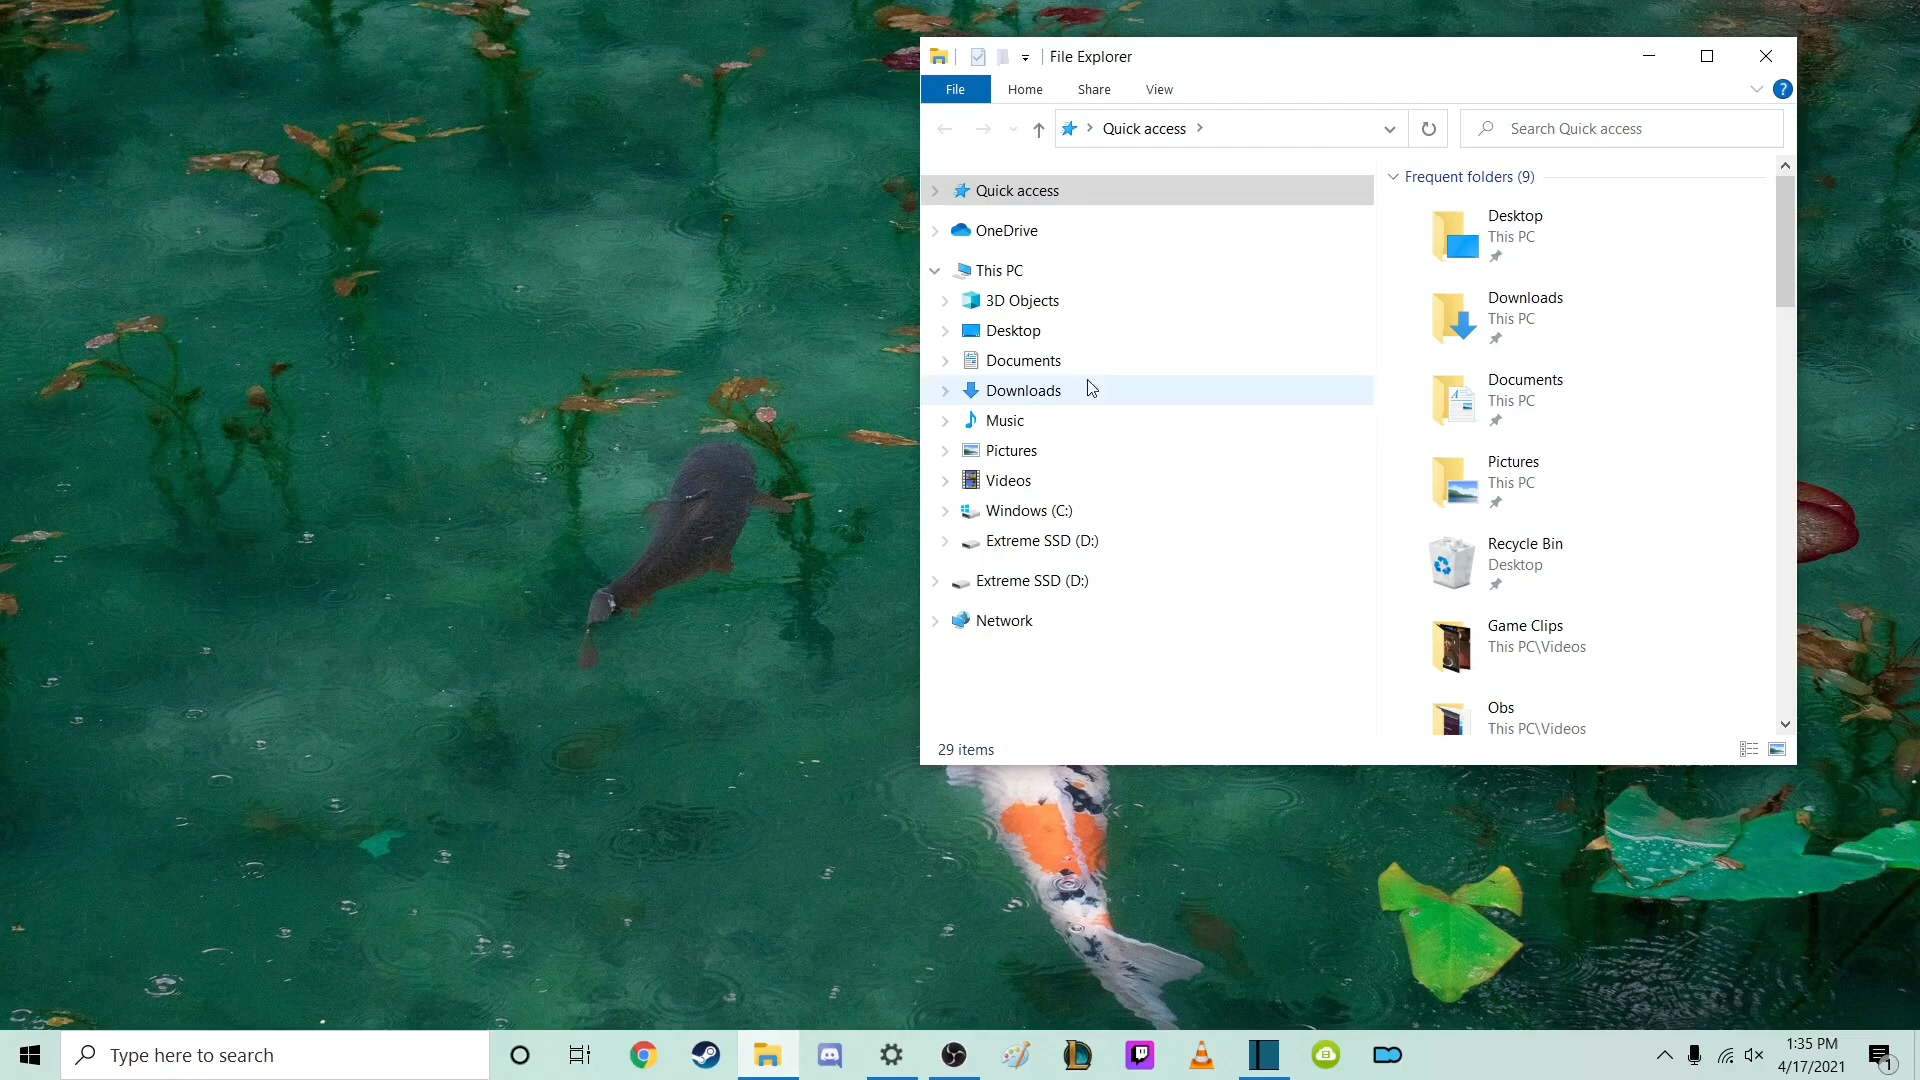 File Explorer
File Home Share View
Quick access
Search Quick access
Quick access
OneDrive
This PC
3D Objects
Desktop
Documents
Downloads
Music
Pictures
Videos
Windows (C:)
Extreme SSD (D:)
Extreme SSD (D:)
Network
Frequent folders (9)
Desktop
This PC
Downloads
This PC
Documents
This PC
Pictures
This PC
Recycle Bin
Desktop
Game Clips
This PC\Videos
Obs
This PC\Videos
29 items
Type here to search
1:35 PM
4/17/2021
1